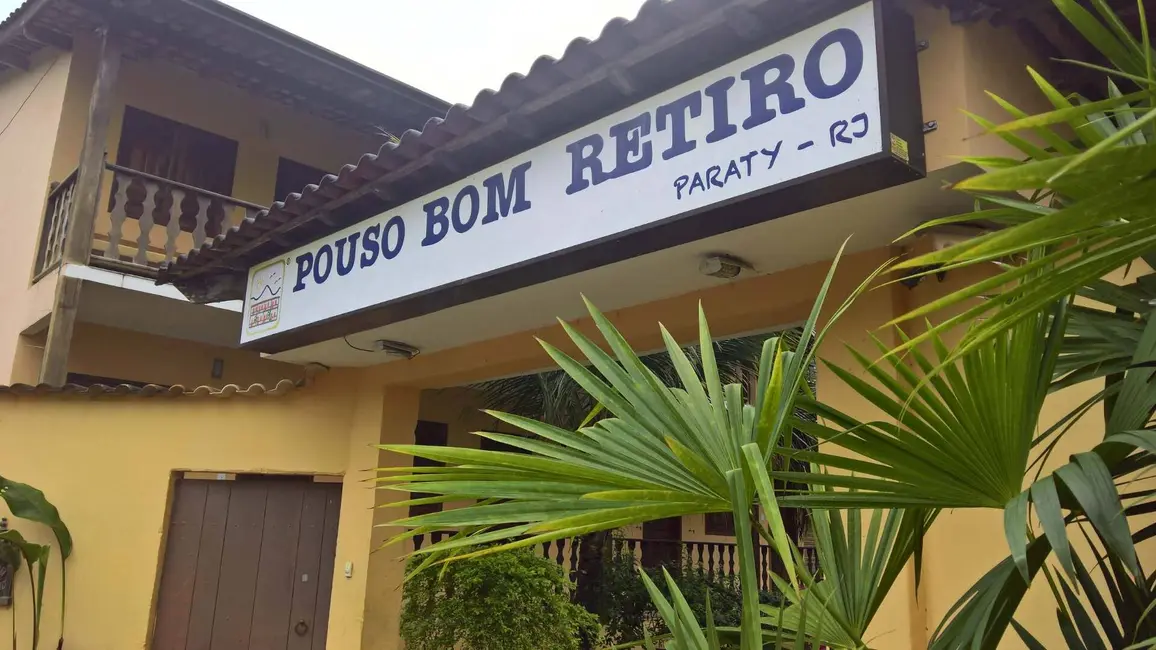 POUSO BOM RETIRO
PARATY - RJ